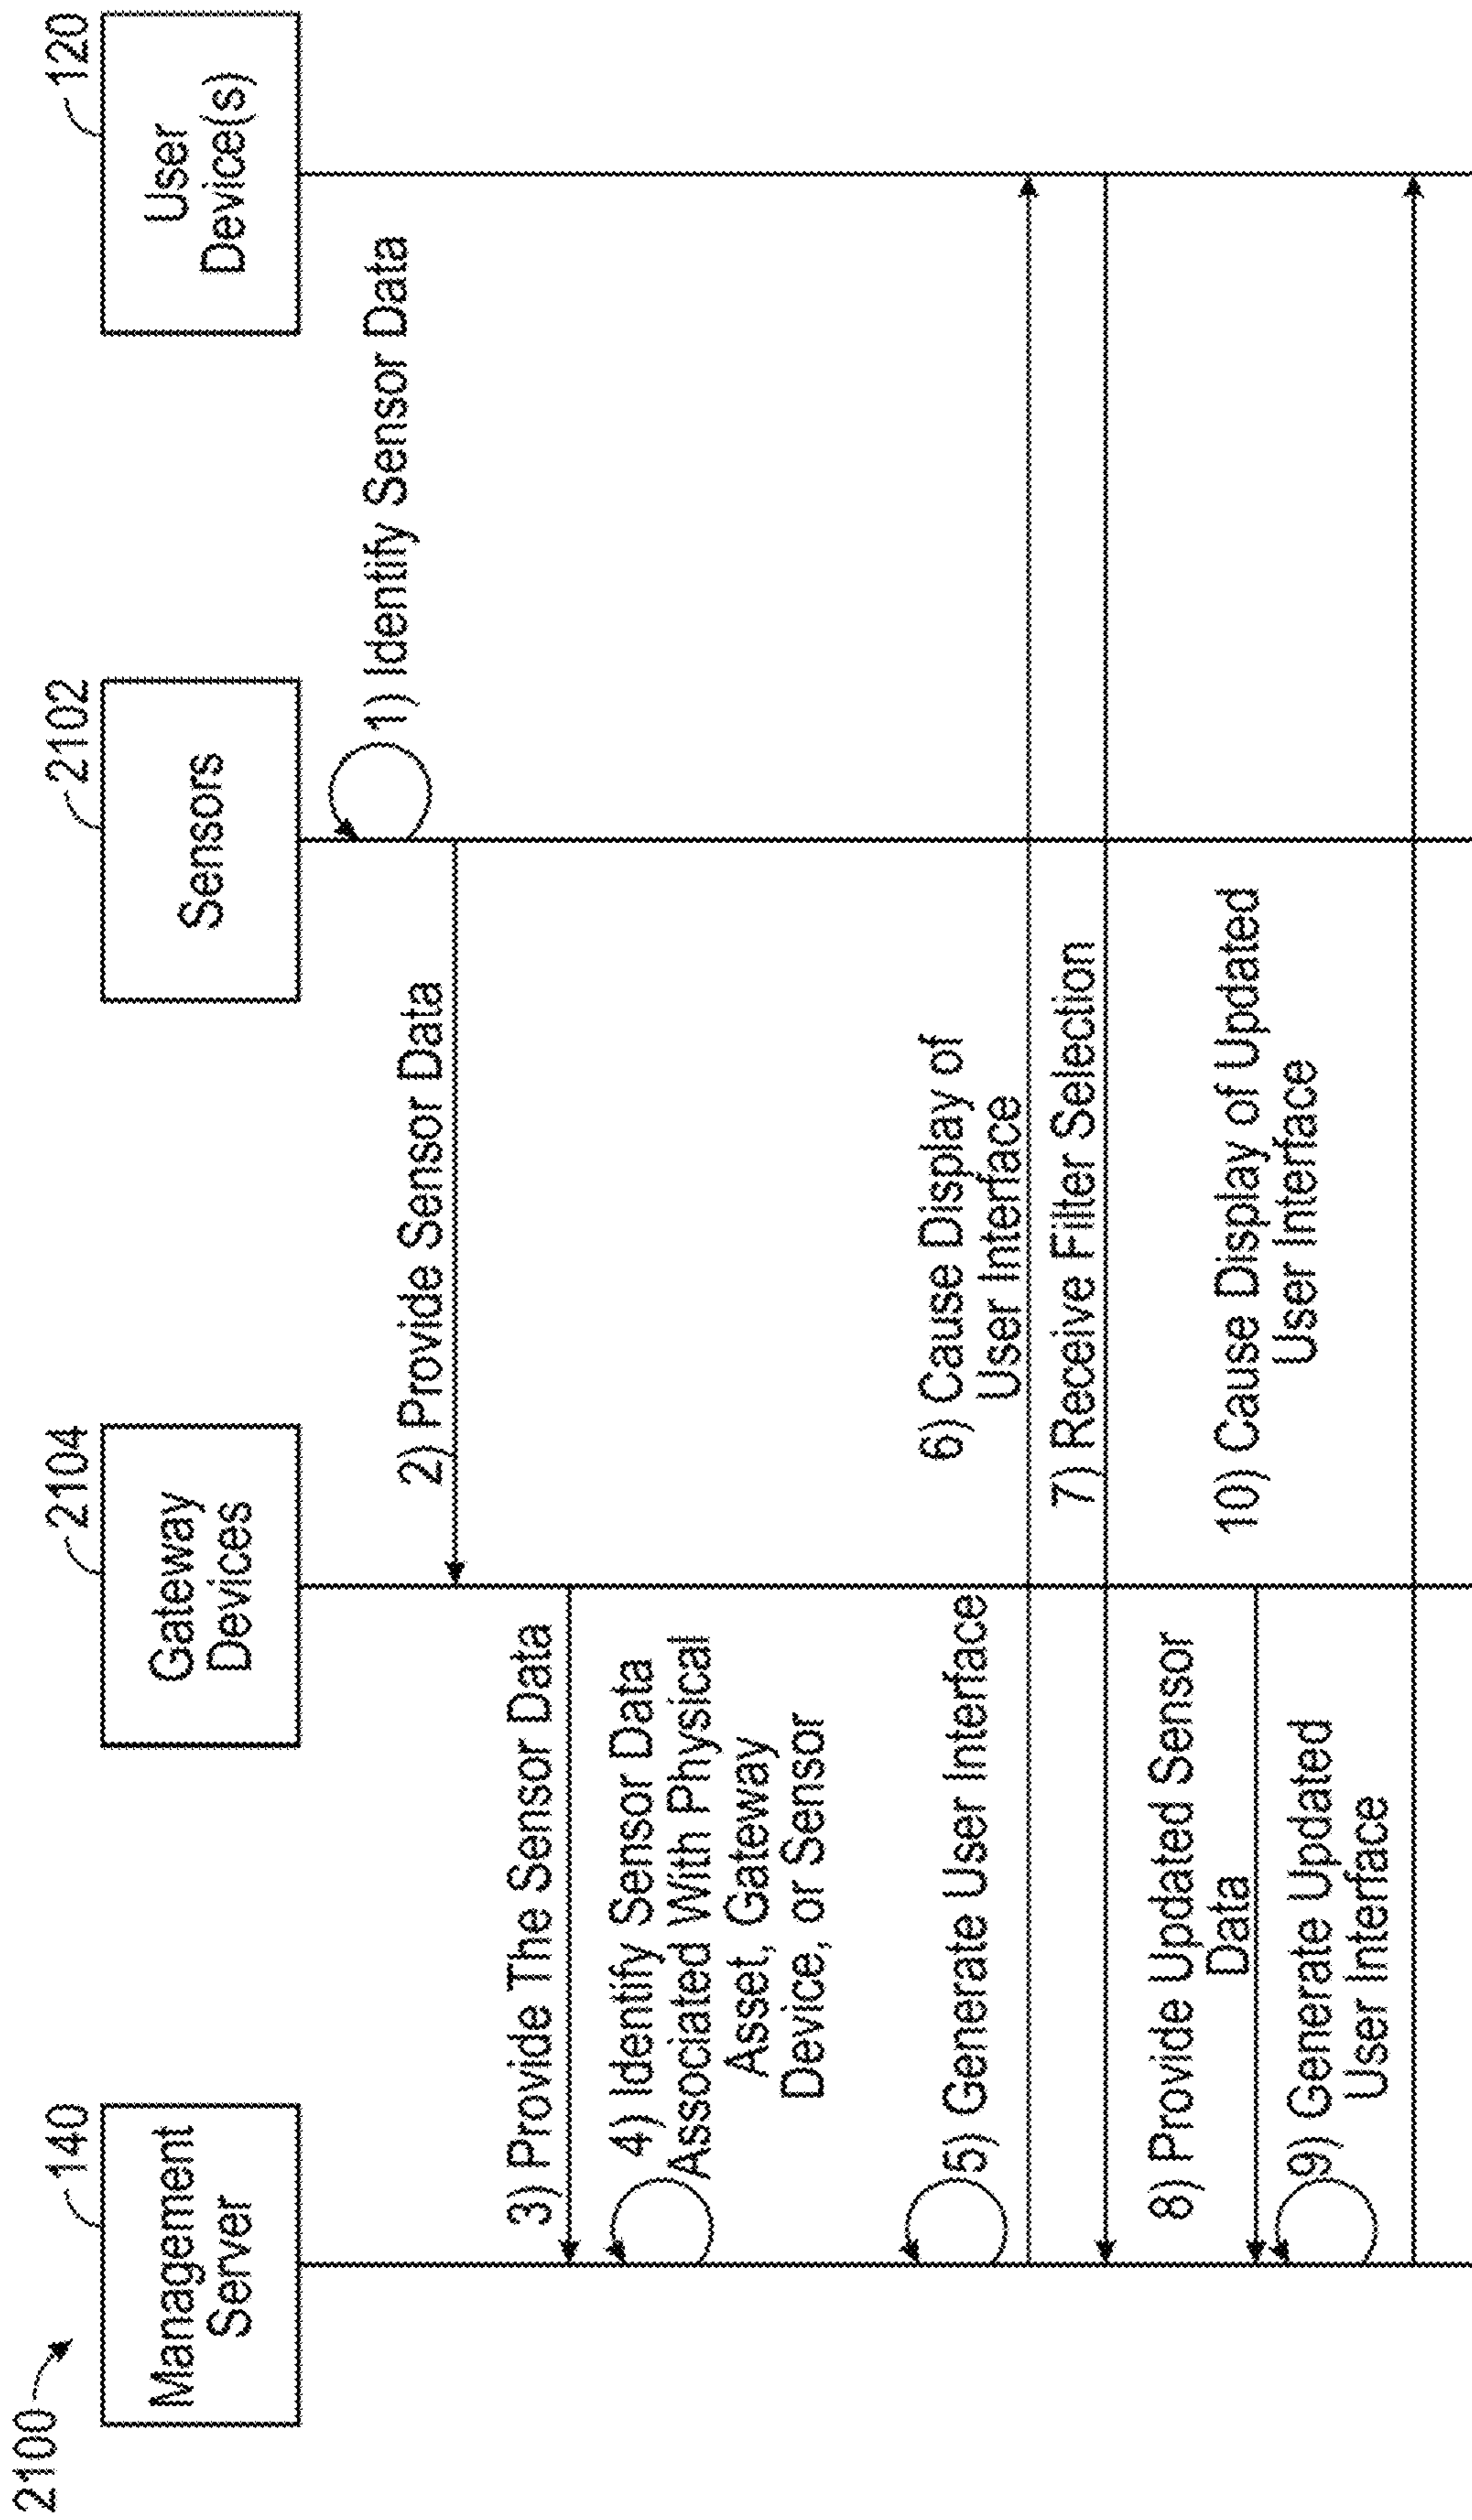 2100
140
Management
Server
2104
Gateway
Devices
2102
Sensors
120
User
Device(s)
1) Identify Sensor Data
2) Provide Sensor Data
3) Provide The Sensor Data
4) Identify Sensor Data
Associated With Physical
Asset, Gateway
Device, or Sensor
5) Generate User Interface
6) Cause Display of
User Interface
7) Receive Filter Selection
8) Provide Updated Sensor
Data
9) Generate Updated
User Interface
10) Cause Display of Updated
User Interface